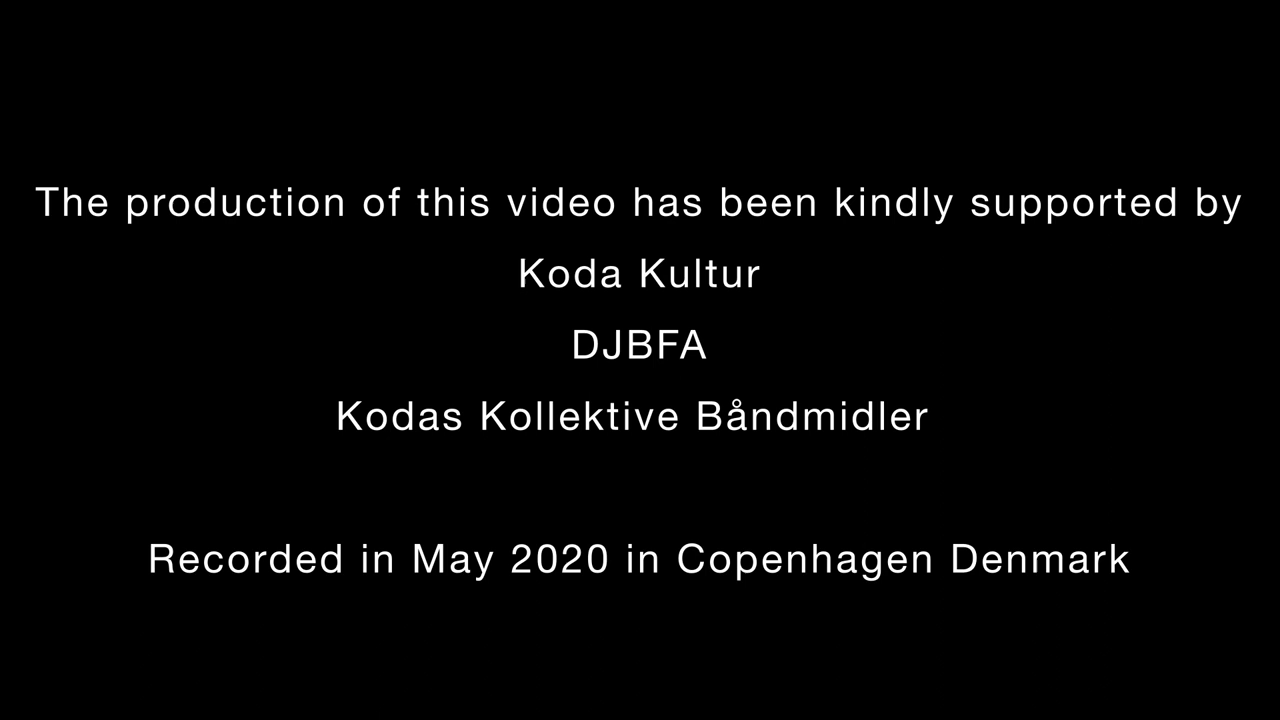 The production of this video has been kindly supported by
Koda Kultur
DJBFA
Kodas Kollektive Båndmidler
Recorded in May 2020 in Copenhagen Denmark